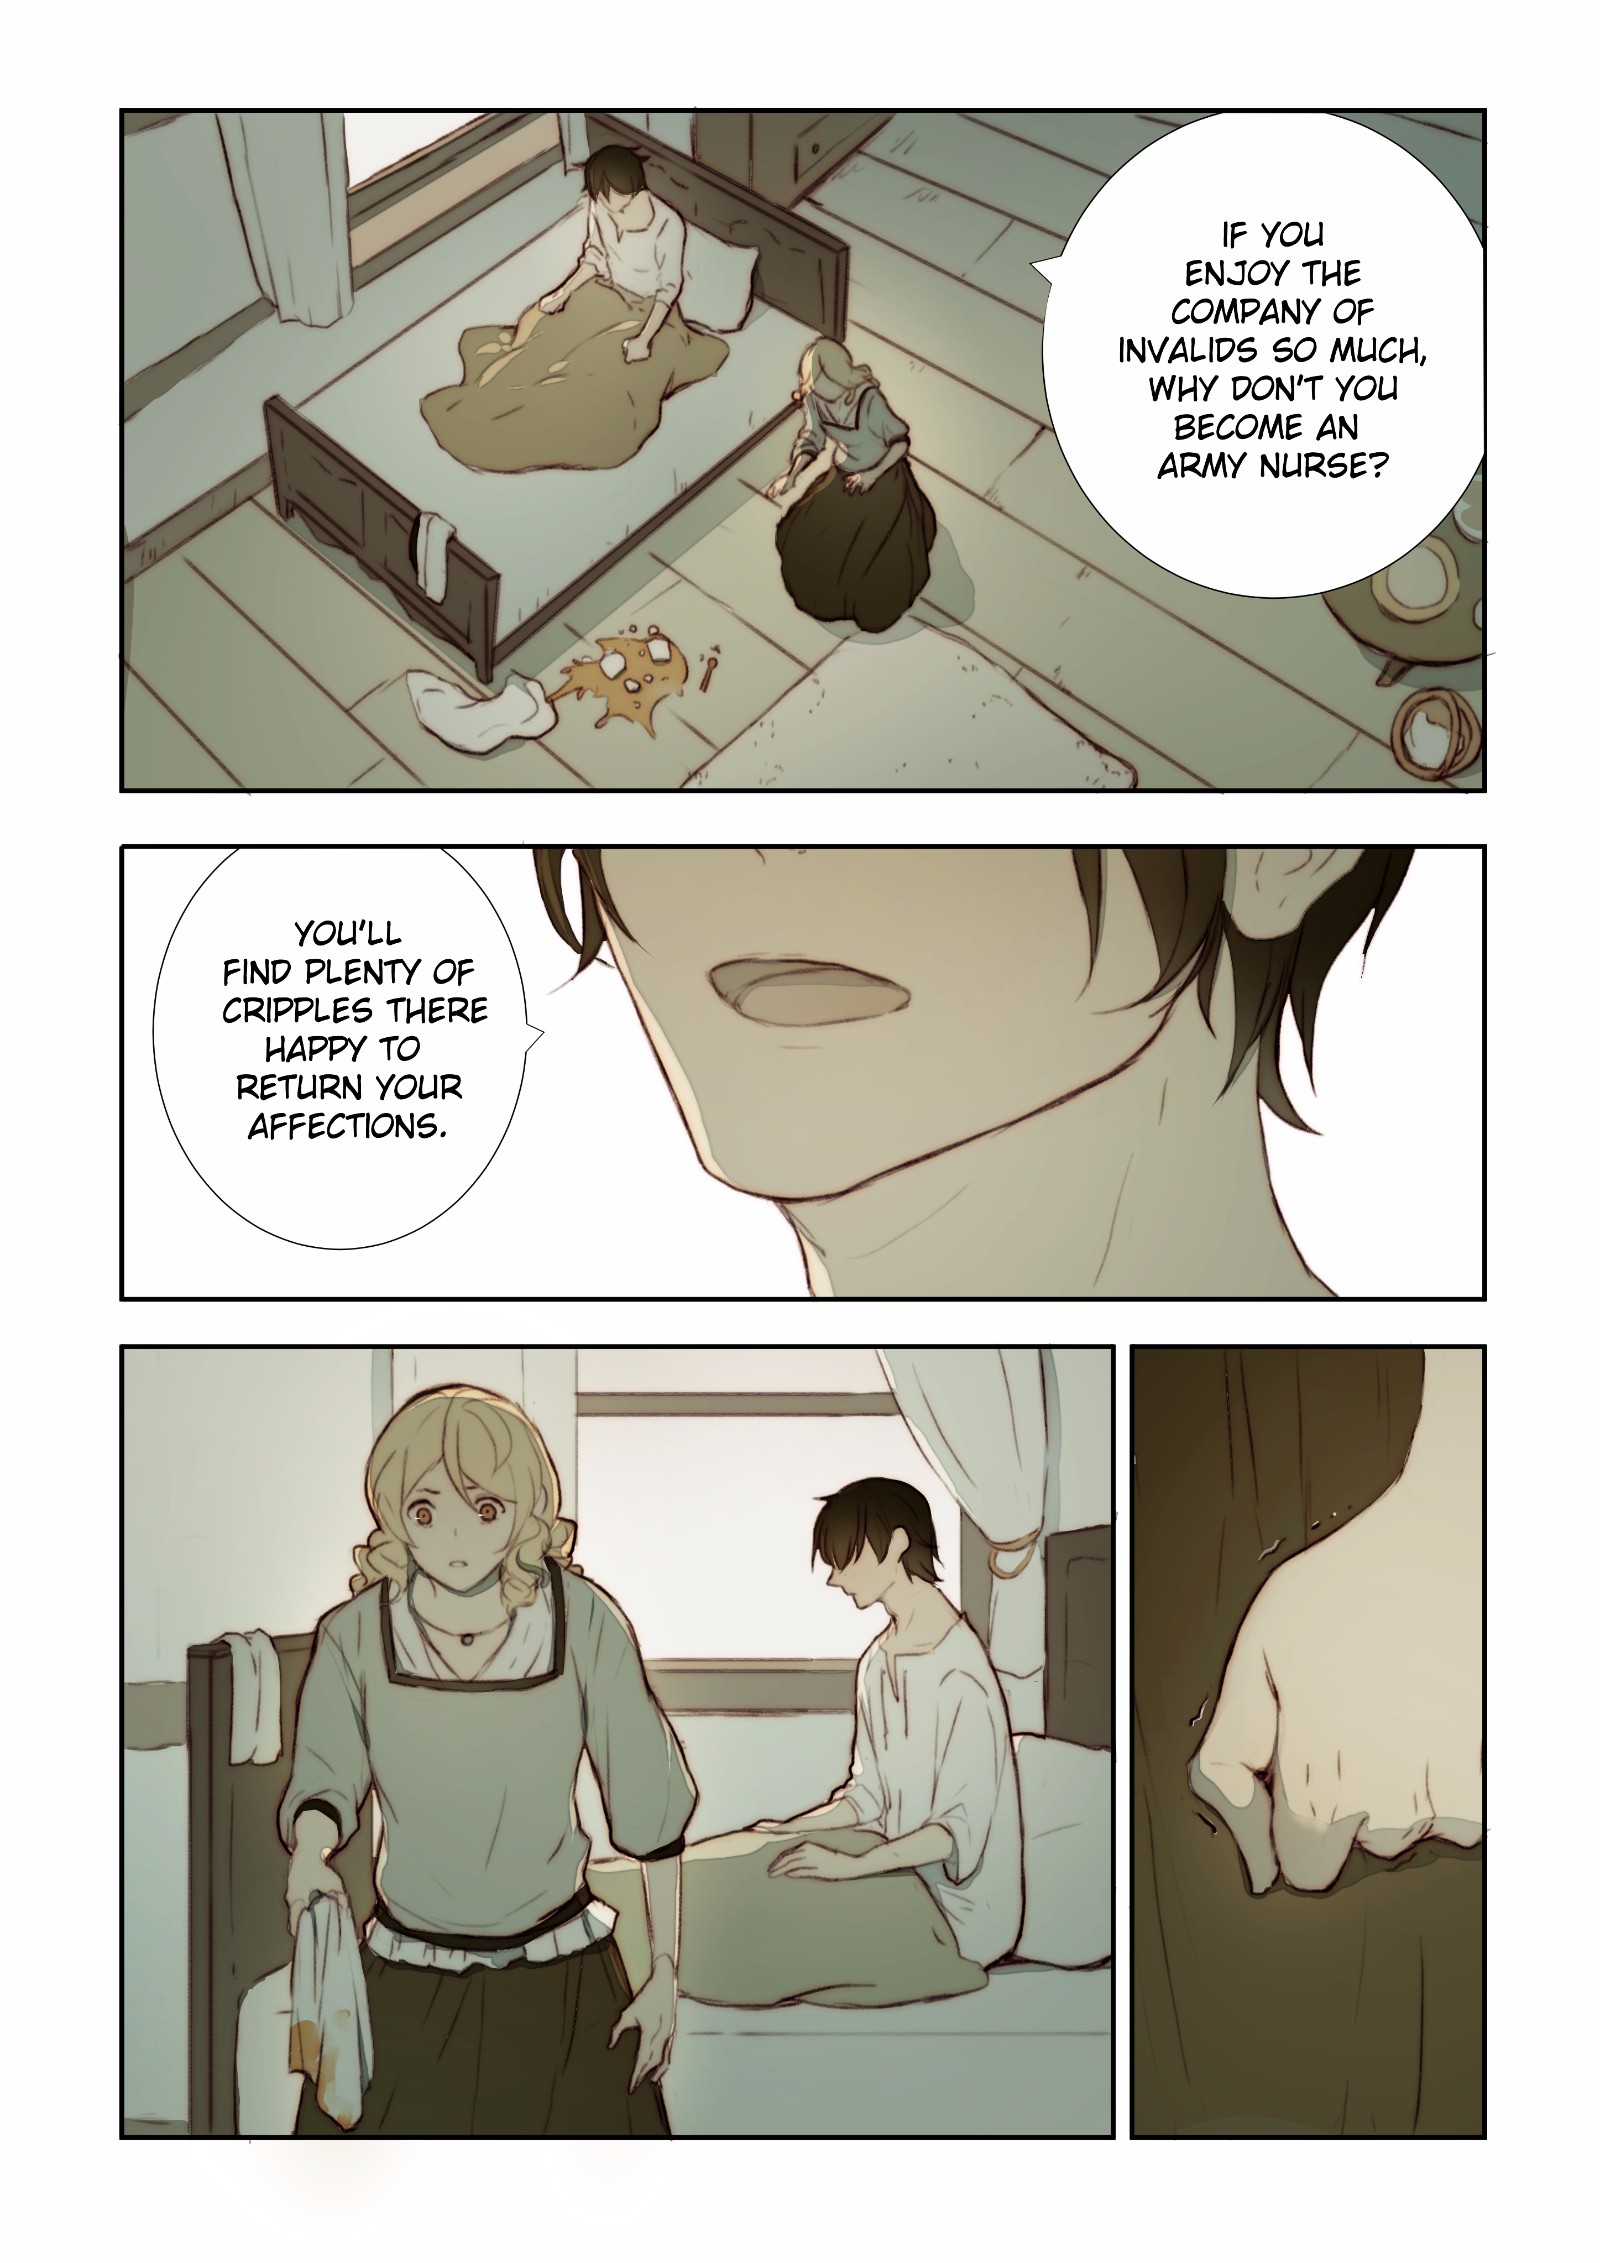 IF YOU
ENJOY THE
COMPANY OF
INVALIDS SO MUCH,
WHY DON'T YOU
BECOME AN
ARMY NURSE?
YOU'LL
FIND PLENTY OF
CRIPPLES THERE
HAPPY TO
RETURN YOUR
AFFECTIONS.